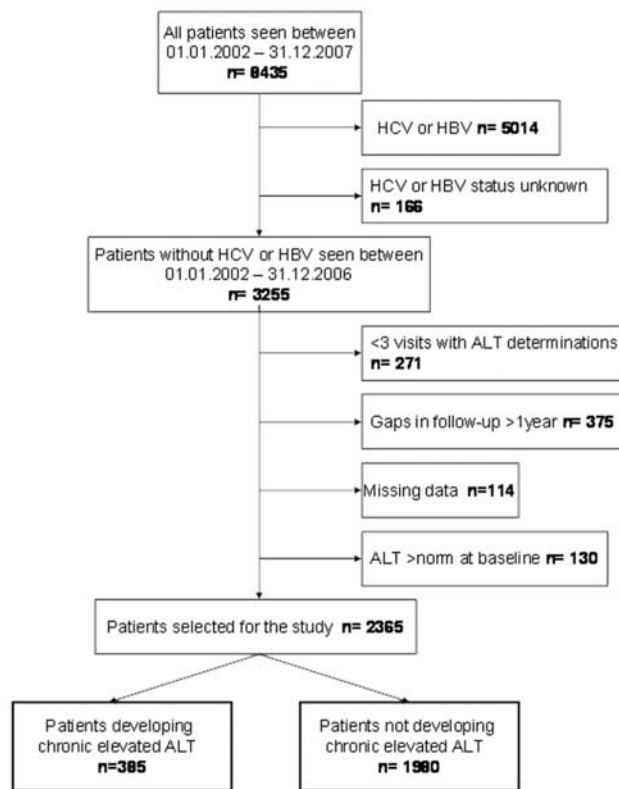 All patients seen between
01.01.2002 – 31.12.2007
n= 8435
HCV or HBV n= 5014
HCV or HBV status unknown
n= 166
Patients without HCV or HBV seen between
01.01.2002 – 31.12.2006
n= 3255
<3 visits with ALT determinations
n= 271
Gaps in follow-up >1year n= 375
Missing data n=114
ALT >norm at baseline n= 130
Patients selected for the study n= 2365
Patients developing
chronic elevated ALT
n=385
Patients not developing
chronic elevated ALT
n= 1980